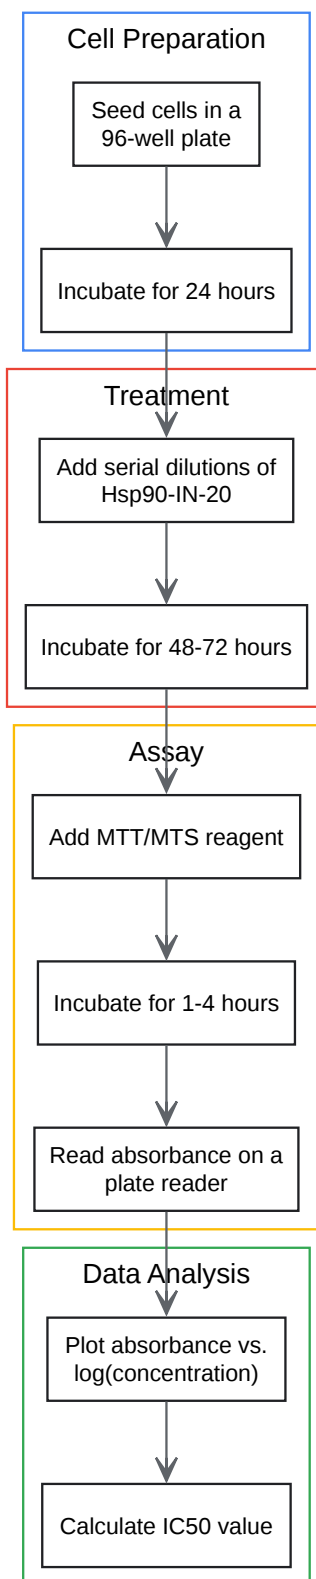 Cell Preparation
Seed cells in a
96-well plate
Incubate for 24 hours
Treatment
Add serial dilutions of
Hsp90-IN-20
Incubate for 48-72 hours
Assay
Add MTT/MTS reagent
Incubate for 1-4 hours
Read absorbance on a
plate reader
Data Analysis
Plot absorbance vs.
log(concentration)
Calculate IC50 value